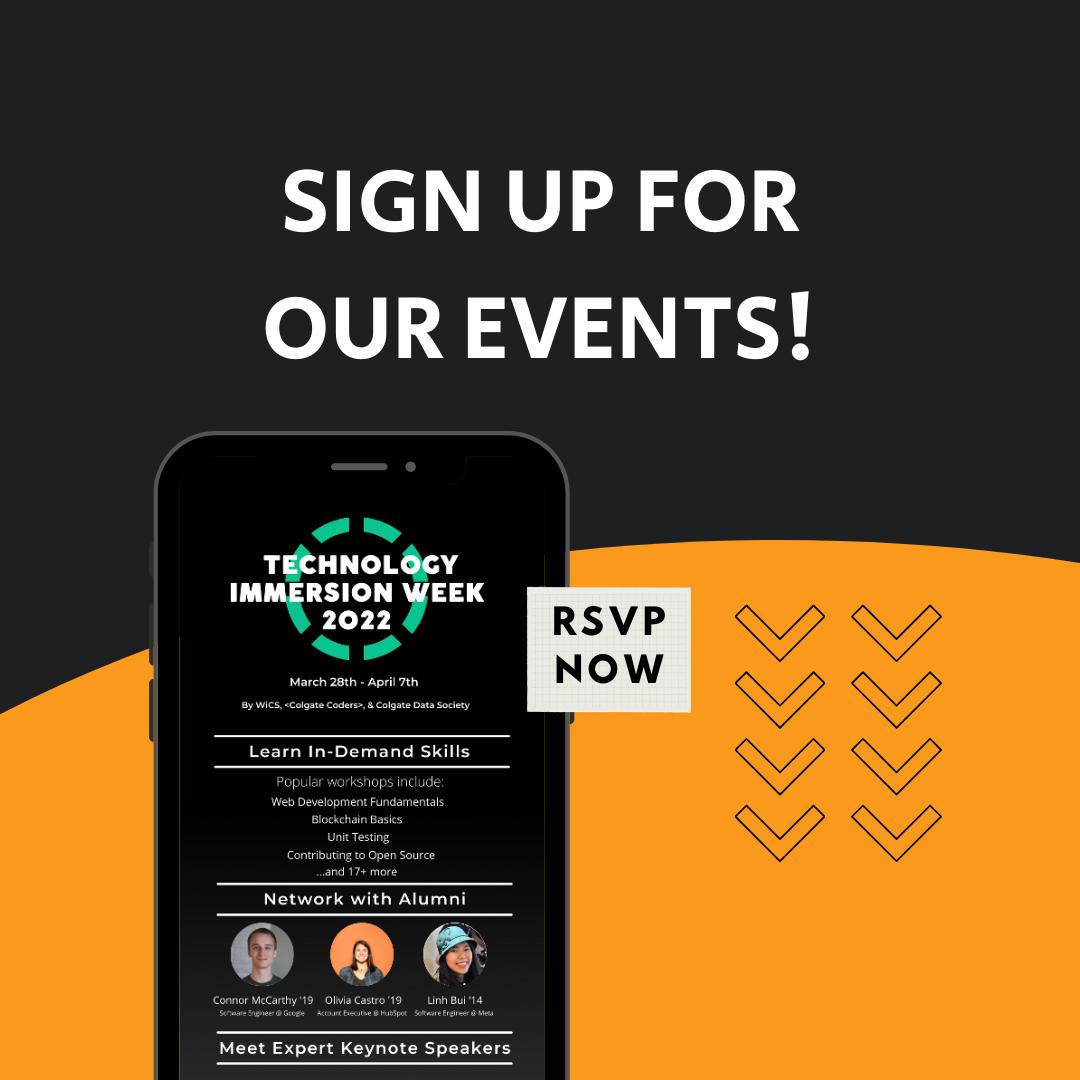 SIGN UP FOR
OUR EVENTS!
TECHNOLOGY
IMMERSION WEEK
2022
March 28th - April 7th
By WiCS, <Colgate Coders>, & Colgate Data Society
RSVP
NOW
Learn In-Demand Skills
Popular workshops include:
Web Development Fundamentals
Blockchain Basics
Unit Testing
Contributing to Open Source
...and 17+ more
Network with Alumni
Connor McCarthy '19
Software Engineer @ Google
Olivia Castro '19
Account Executive @ HubSpot
Linh Bui '14
Software Engineer @ Meta
Meet Expert Keynote Speakers